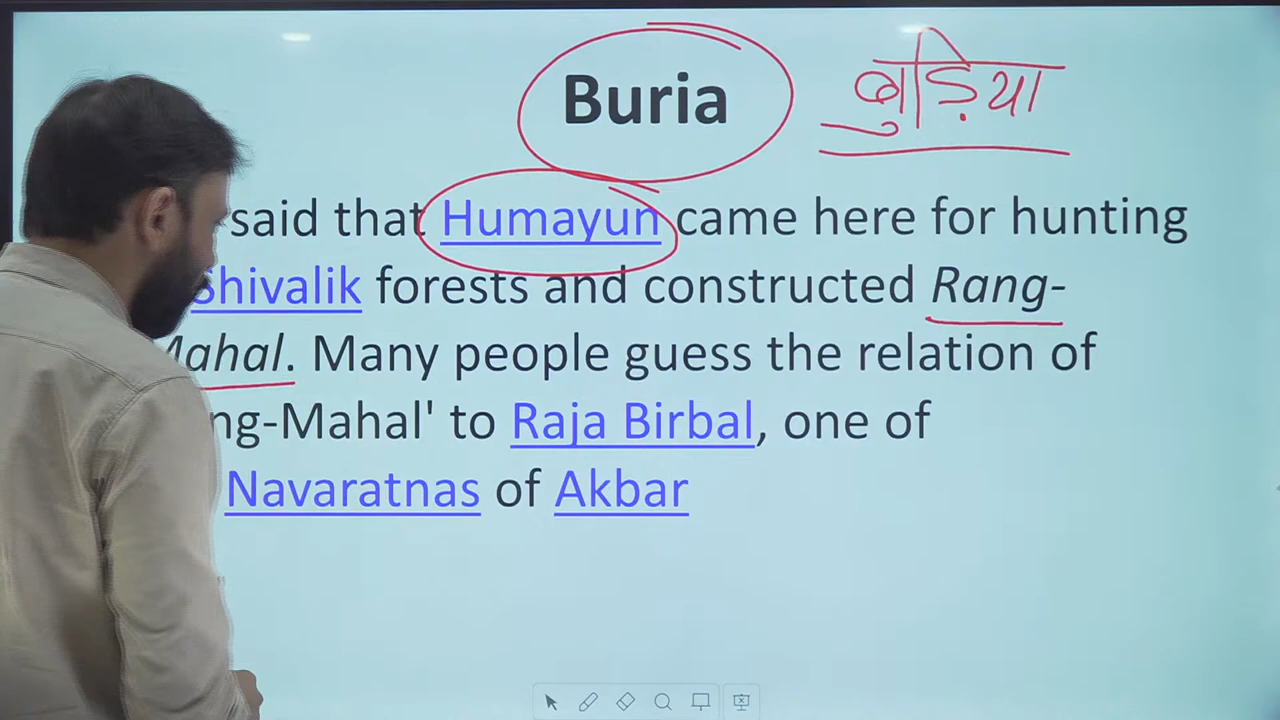 Buria बुड़िया
said that Humayun came here for hunting
Shivalik forests and constructed Rang-
Mahal. Many people guess the relation of
ng-Mahal' to Raja Birbal, one of
Navaratnas of Akbar